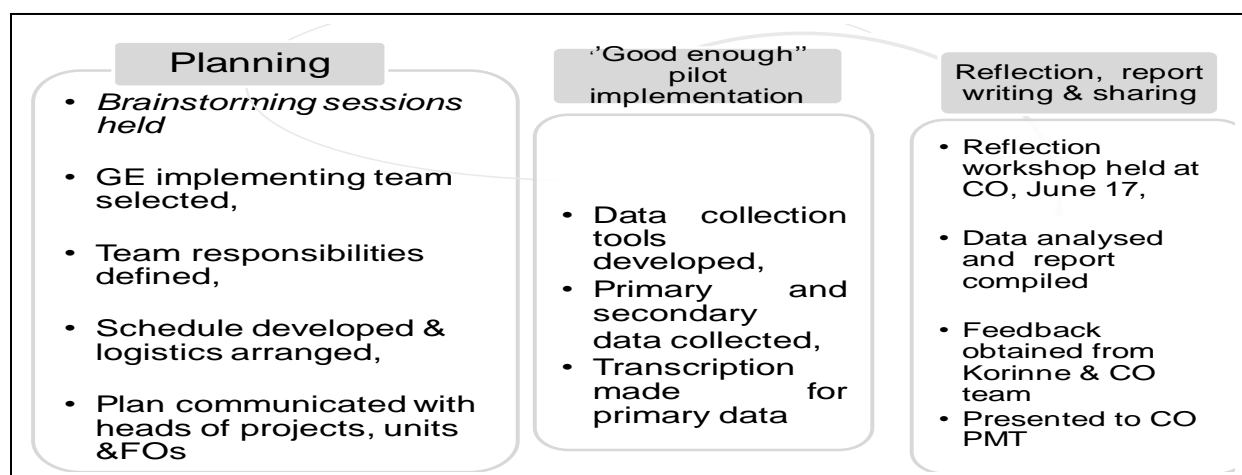 Planning
• Brainstorming sessions
held
• GE implementing team
selected,
• Team responsibilities
defined,
• Schedule developed &
logistics arranged,
• Plan communicated with
heads of projects, units
&FOs
‘’Good enough’’
pilot
implementation
• Data collection
tools
developed,
• Primary and
secondary
data collected,
• Transcription
made for
primary data
Reflection, report
writing & sharing
• Reflection
workshop held at
CO, June 17,
• Data analysed
and report
compiled
• Feedback
obtained from
Korinne & CO
team
• Presented to CO
PMT